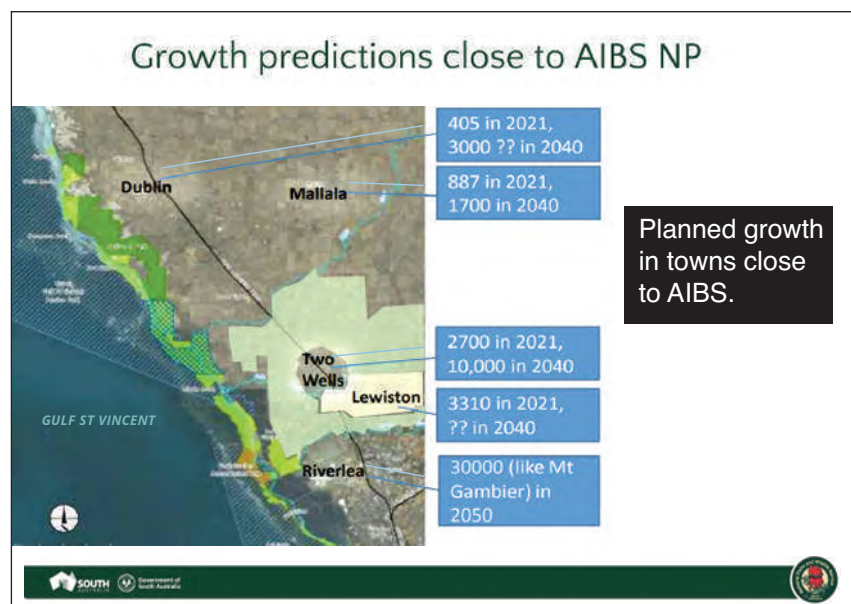 Growth predictions close to AIBS NP
405 in 2021,
3000 ?? in 2040
Dublin
Mallala
887 in 2021,
1700 in 2040
Planned growth
in towns close
to AIBS.
2700 in 2021,
10,000 in 2040
Two
Wells
Lewiston
3310 in 2021,
?? in 2040
GULF ST VINCENT
Riverlea
30000 (like Mt
Gambier) in
2050
SOUTH
AUSTRALIA
Government of
South Australia